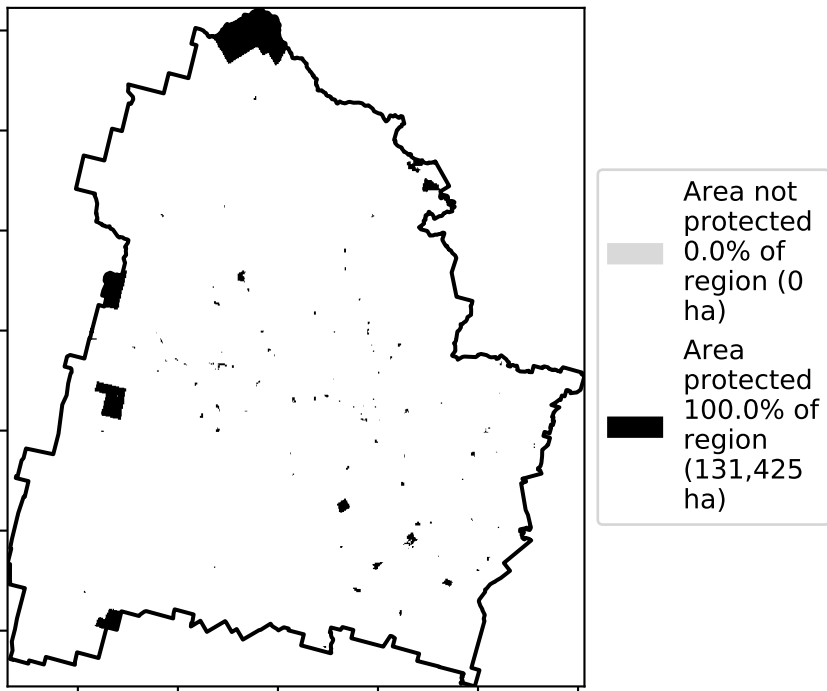 Area not
protected
0.0% of
region (0
ha)
Area
protected
100.0% of
region
(131,425
ha)